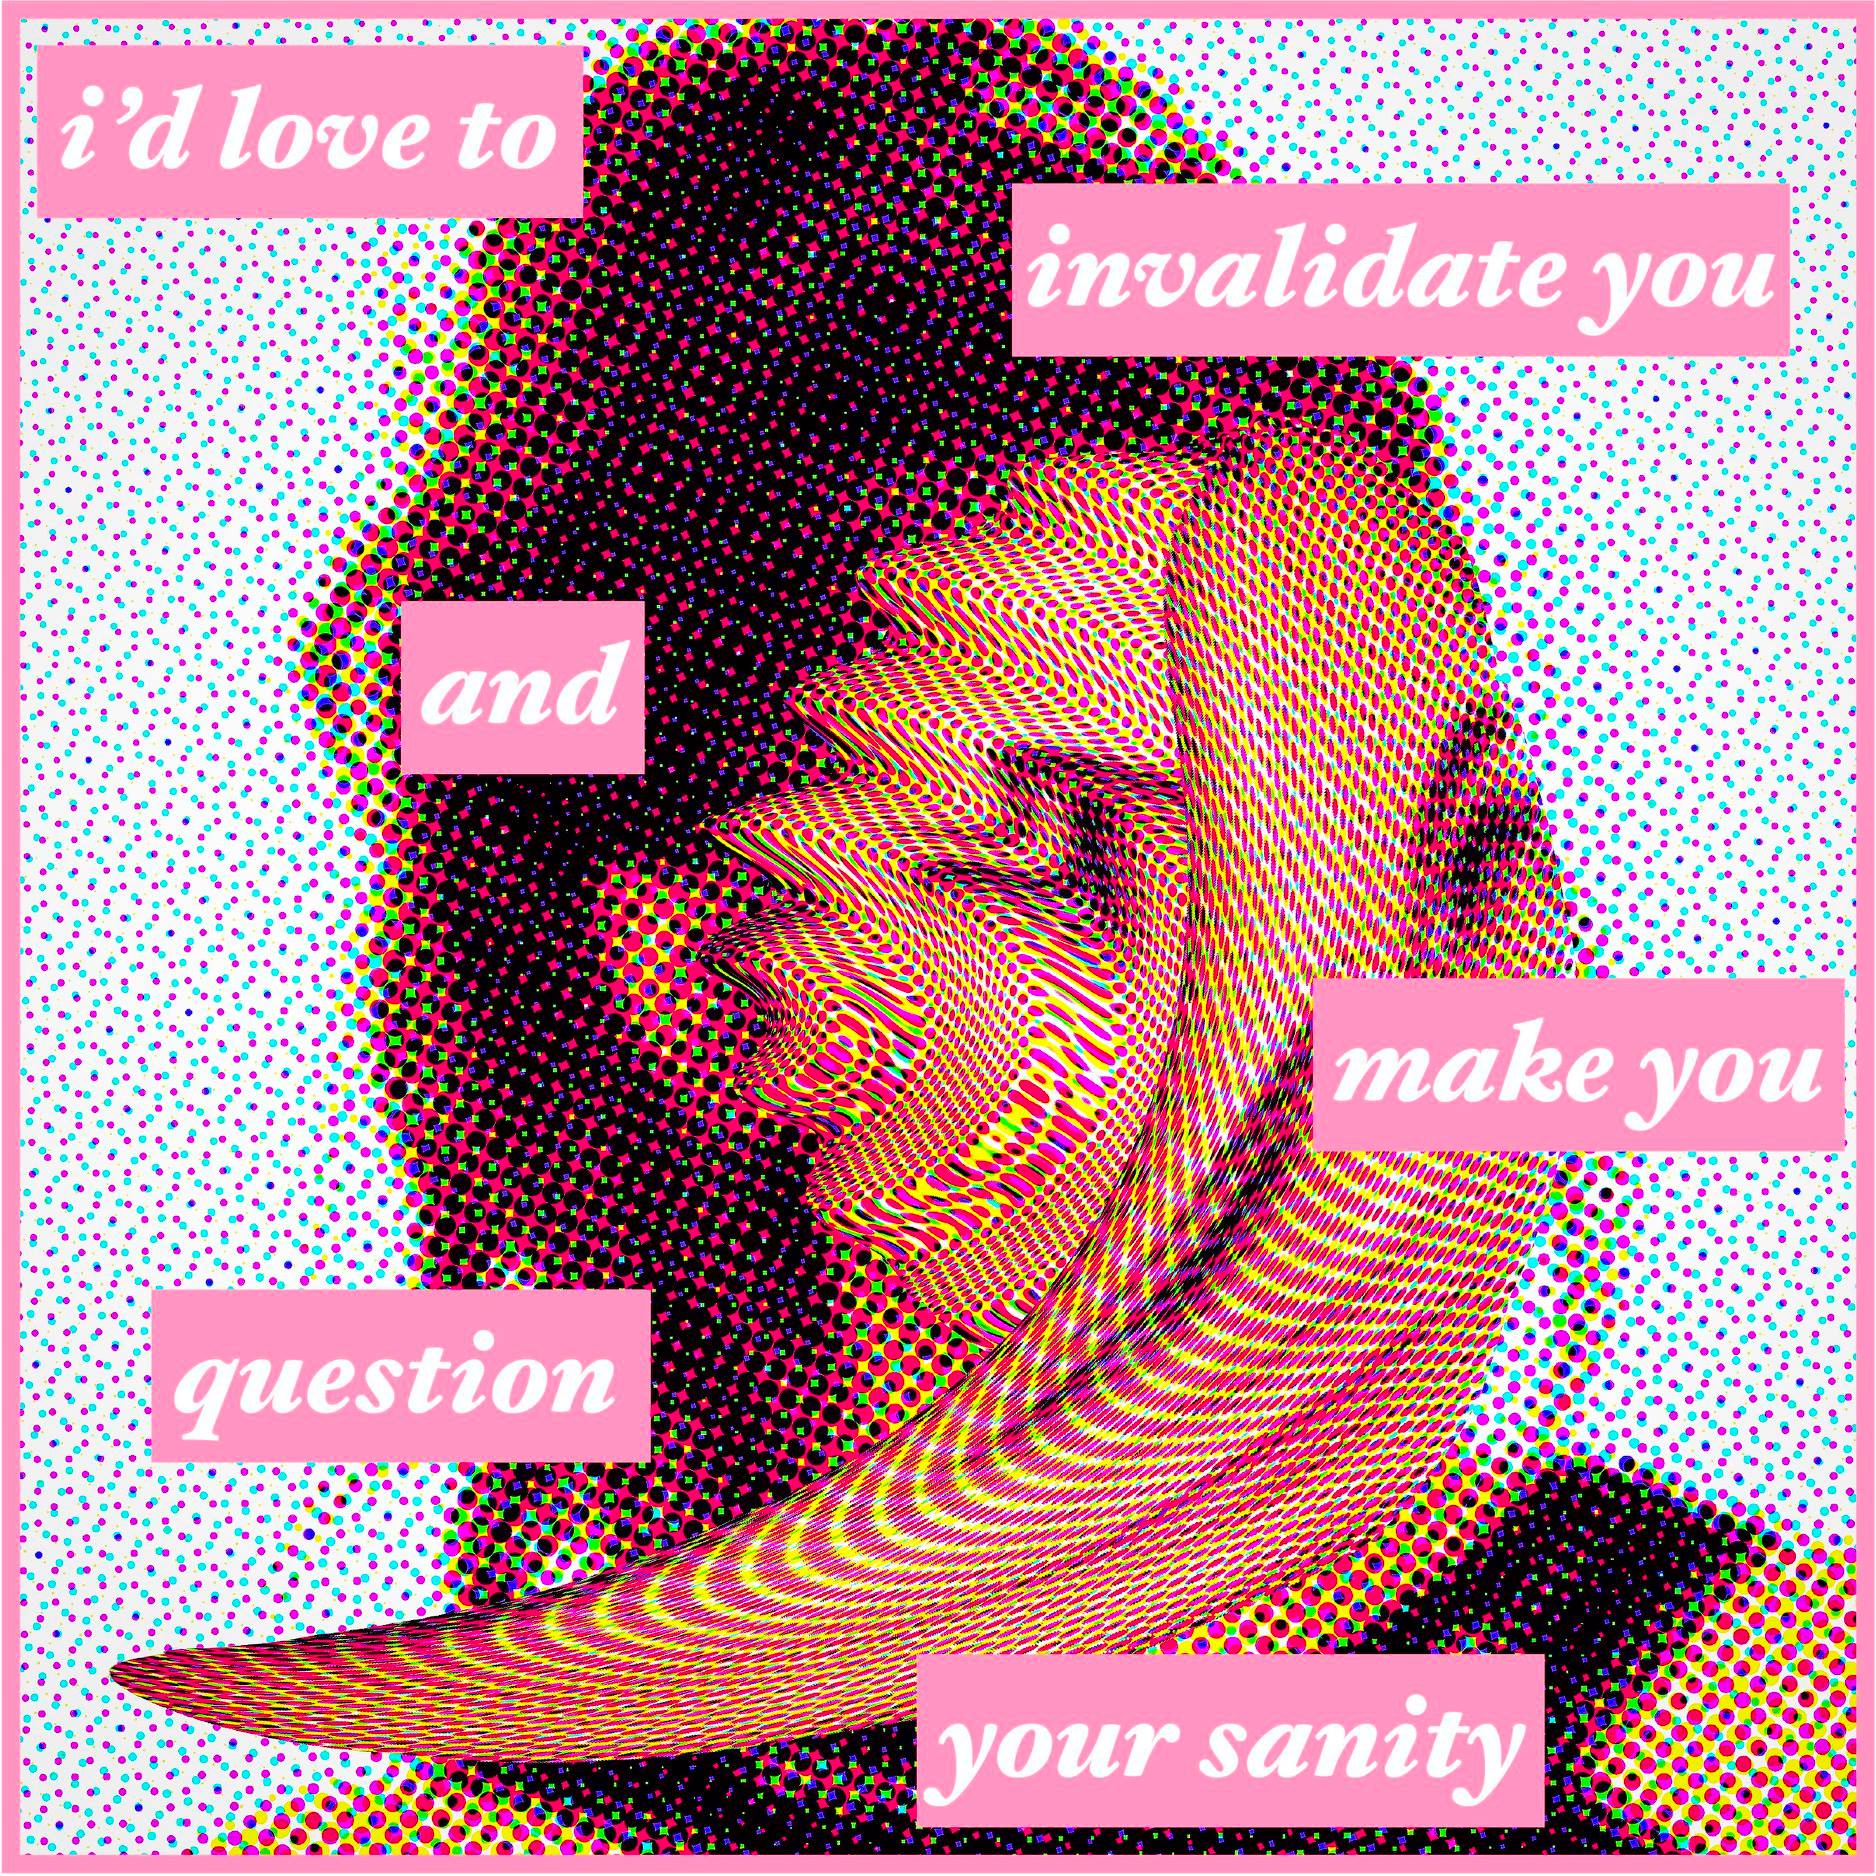 i’d love to
invalidate you
and
make you
question
your sanity